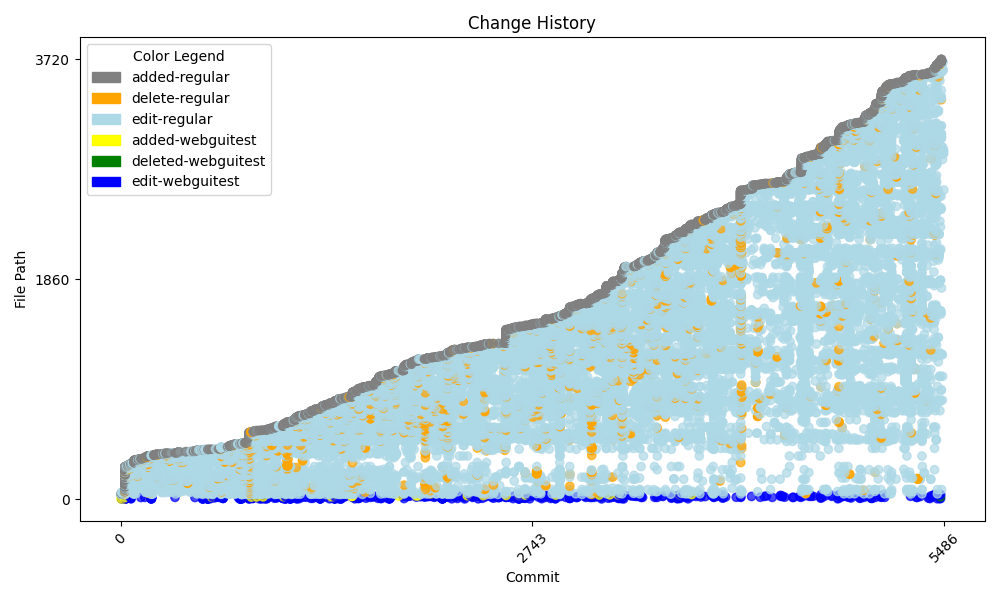 Change History
3720
Color Legend
added-regular
delete-regular
edit-regular
added-webguitest
deleted-webguitest
edit-webguitest
File Path
1860
0
0
2743
5486
Commit